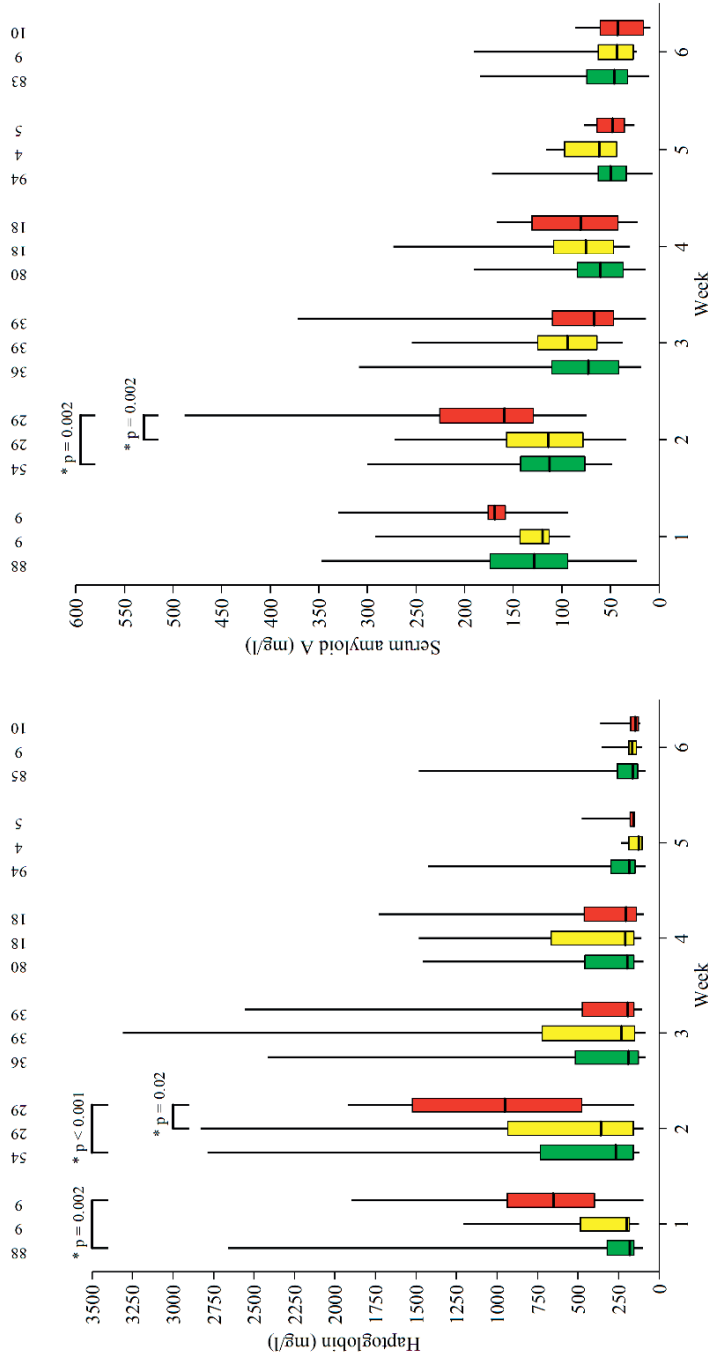 88 9 9 54 29 29 36 39 39 80 18 18 94 4 5 85 9 10
* p = 0.002
* p < 0.001
* p = 0.02
Haptoglobin (mg/l)
3500
3250
3000
2750
2500
2250
2000
1750
1500
1250
1000
750
500
250
0
1 2 3 4 5 6
Week
88 9 9 54 29 29 36 39 39 80 18 18 94 4 5 83 9 10
* p = 0.002
* p = 0.002
Serum amyloid A (mg/l)
600
550
500
450
400
350
300
250
200
150
100
50
0
1 2 3 4 5 6
Week